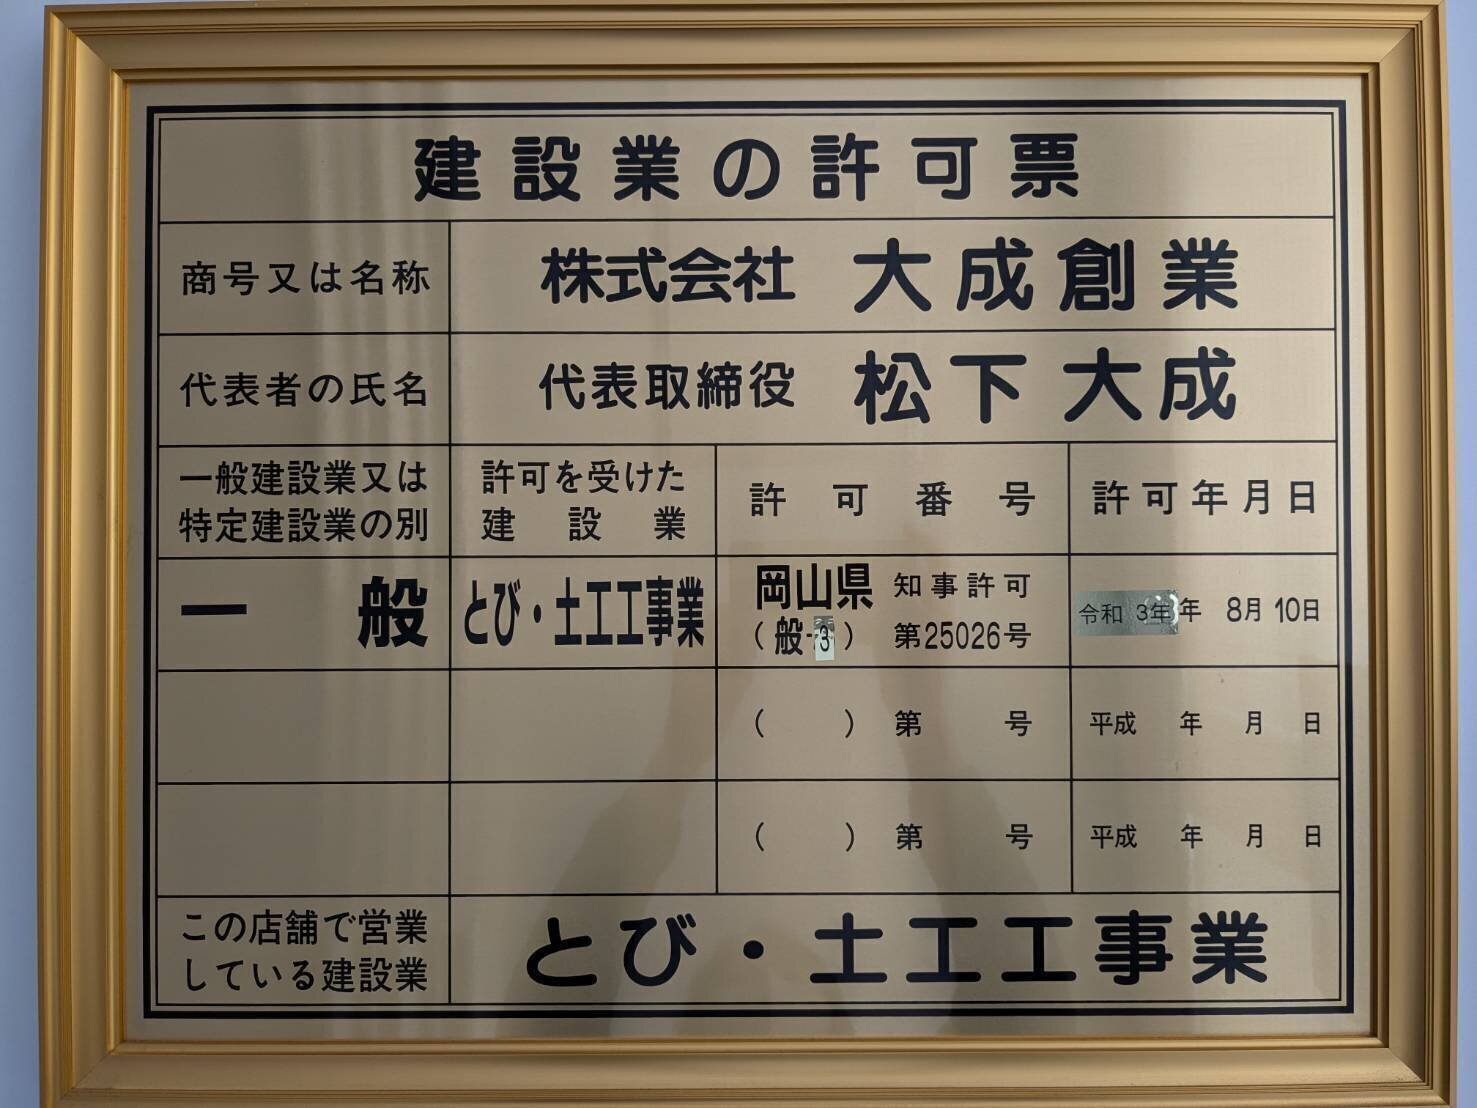 建設業の許可票
商号又は名称 株式会社 大成創業
代表者の氏名 代表取締役 松下大成
一般建設業又は
特定建設業の別
許可を受けた
建設業
許可番号
許可年月日
一般
とび・土工工事業
岡山県 知事許可
(般-3) 第25026号
令和 3年年 8月10日
( ) 第 号 平成 年 月 日
( ) 第 号 平成 年 月 日
この店舗で営業
している建設業
とび・土工工事業